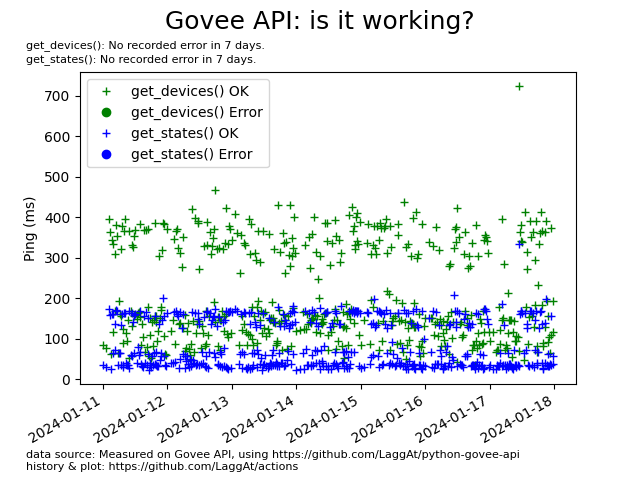 Govee API: is it working?
get_devices(): No recorded error in 7 days.
get_states(): No recorded error in 7 days.
get_devices() OK
get_devices() Error
get_states() OK
get_states() Error
Ping (ms)
700
600
500
400
300
200
100
0
2024-01-11
2024-01-12
2024-01-13
2024-01-14
2024-01-15
2024-01-16
2024-01-17
2024-01-18
data source: Measured on Govee API, using https://github.com/LaggAt/python-govee-api
history & plot: https://github.com/LaggAt/actions